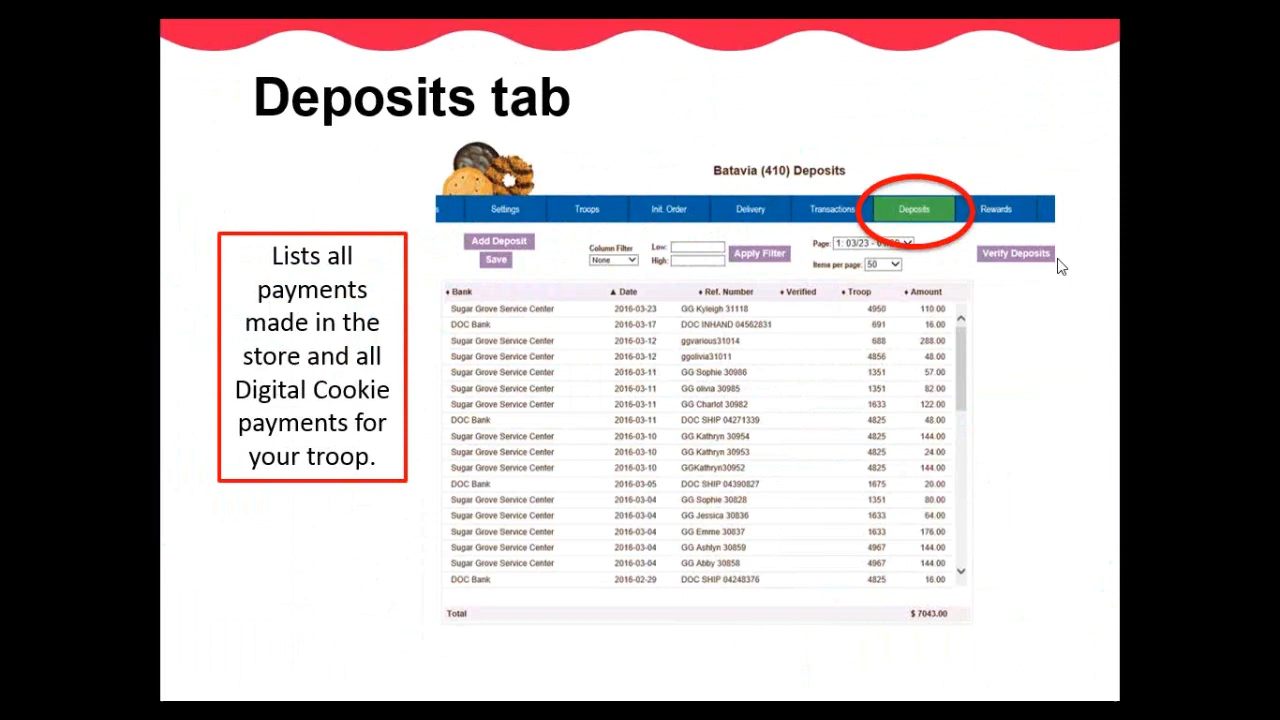 Deposits tab
Batavia (410) Deposits
Settings Troops Init. Order Delivery Transactions Deposits Rewards
Lists all
payments
made in the
store and all
Digital Cookie
payments for
your troop.
Add Deposit
Save
Column Filter
None
Low:
High:
Apply Filter
Page: 1: 03/23 -
Items per page: 50
Verify Deposits
Bank Date Ref. Number Verified Troop Amount
Sugar Grove Service Center 2016-03-23 GG Kyleigh 31118 4950 110.00
DOC Bank 2016-03-17 DOC INHAND 04562831 691 16.00
Sugar Grove Service Center 2016-03-12 ggvarious31014 688 288.00
Sugar Grove Service Center 2016-03-12 ggolivia31011 4856 48.00
Sugar Grove Service Center 2016-03-11 GG Sophie 30986 1351 57.00
Sugar Grove Service Center 2016-03-11 GG olivia 30985 1351 82.00
Sugar Grove Service Center 2016-03-11 GG Charlot 30982 1633 122.00
DOC Bank 2016-03-11 DOC SHIP 04271339 4825 48.00
Sugar Grove Service Center 2016-03-10 GG Kathryn 30954 4825 144.00
Sugar Grove Service Center 2016-03-10 GG Kathryn 30953 4825 24.00
Sugar Grove Service Center 2016-03-10 GGKathryn30952 4825 144.00
DOC Bank 2016-03-05 DOC SHIP 04390827 1675 20.00
Sugar Grove Service Center 2016-03-04 GG Sophie 30828 1351 80.00
Sugar Grove Service Center 2016-03-04 GG Jessica 30836 1633 64.00
Sugar Grove Service Center 2016-03-04 GG Emme 30837 1633 176.00
Sugar Grove Service Center 2016-03-04 GG Ashlyn 30859 4967 144.00
Sugar Grove Service Center 2016-03-04 GG Abby 30858 4967 144.00
DOC Bank 2016-02-29 DOC SHIP 04248376 4825 16.00
Total $ 7043.00